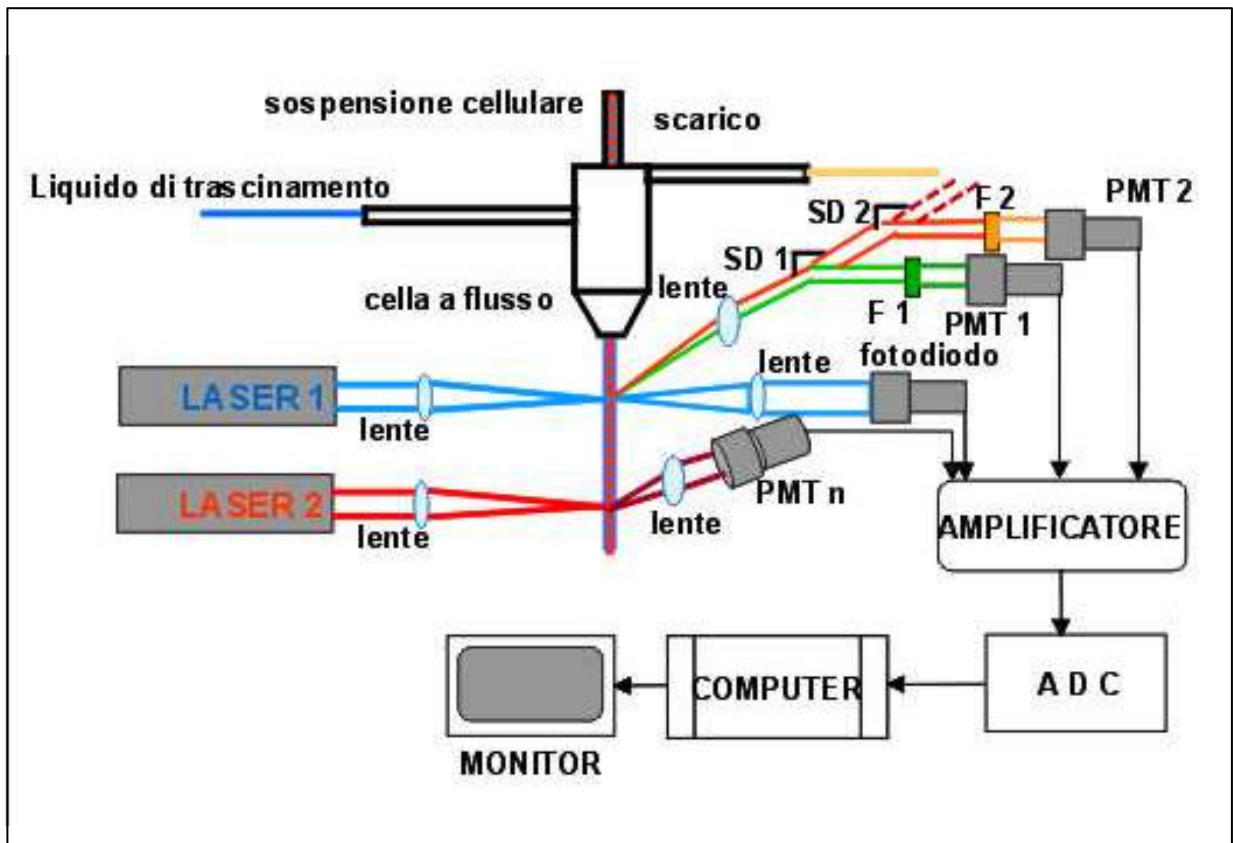 sospensione cellulare
scarico
Liquido di trascinamento
PMT 2
F 2
SD 2
SD 1
lente
cella a flusso
F 1
PMT 1
fotodiodo
lente
LASER 1
lente
PMT n
LASER 2
lente
lente
AMPLIFICATORE
A D C
COMPUTER
MONITOR